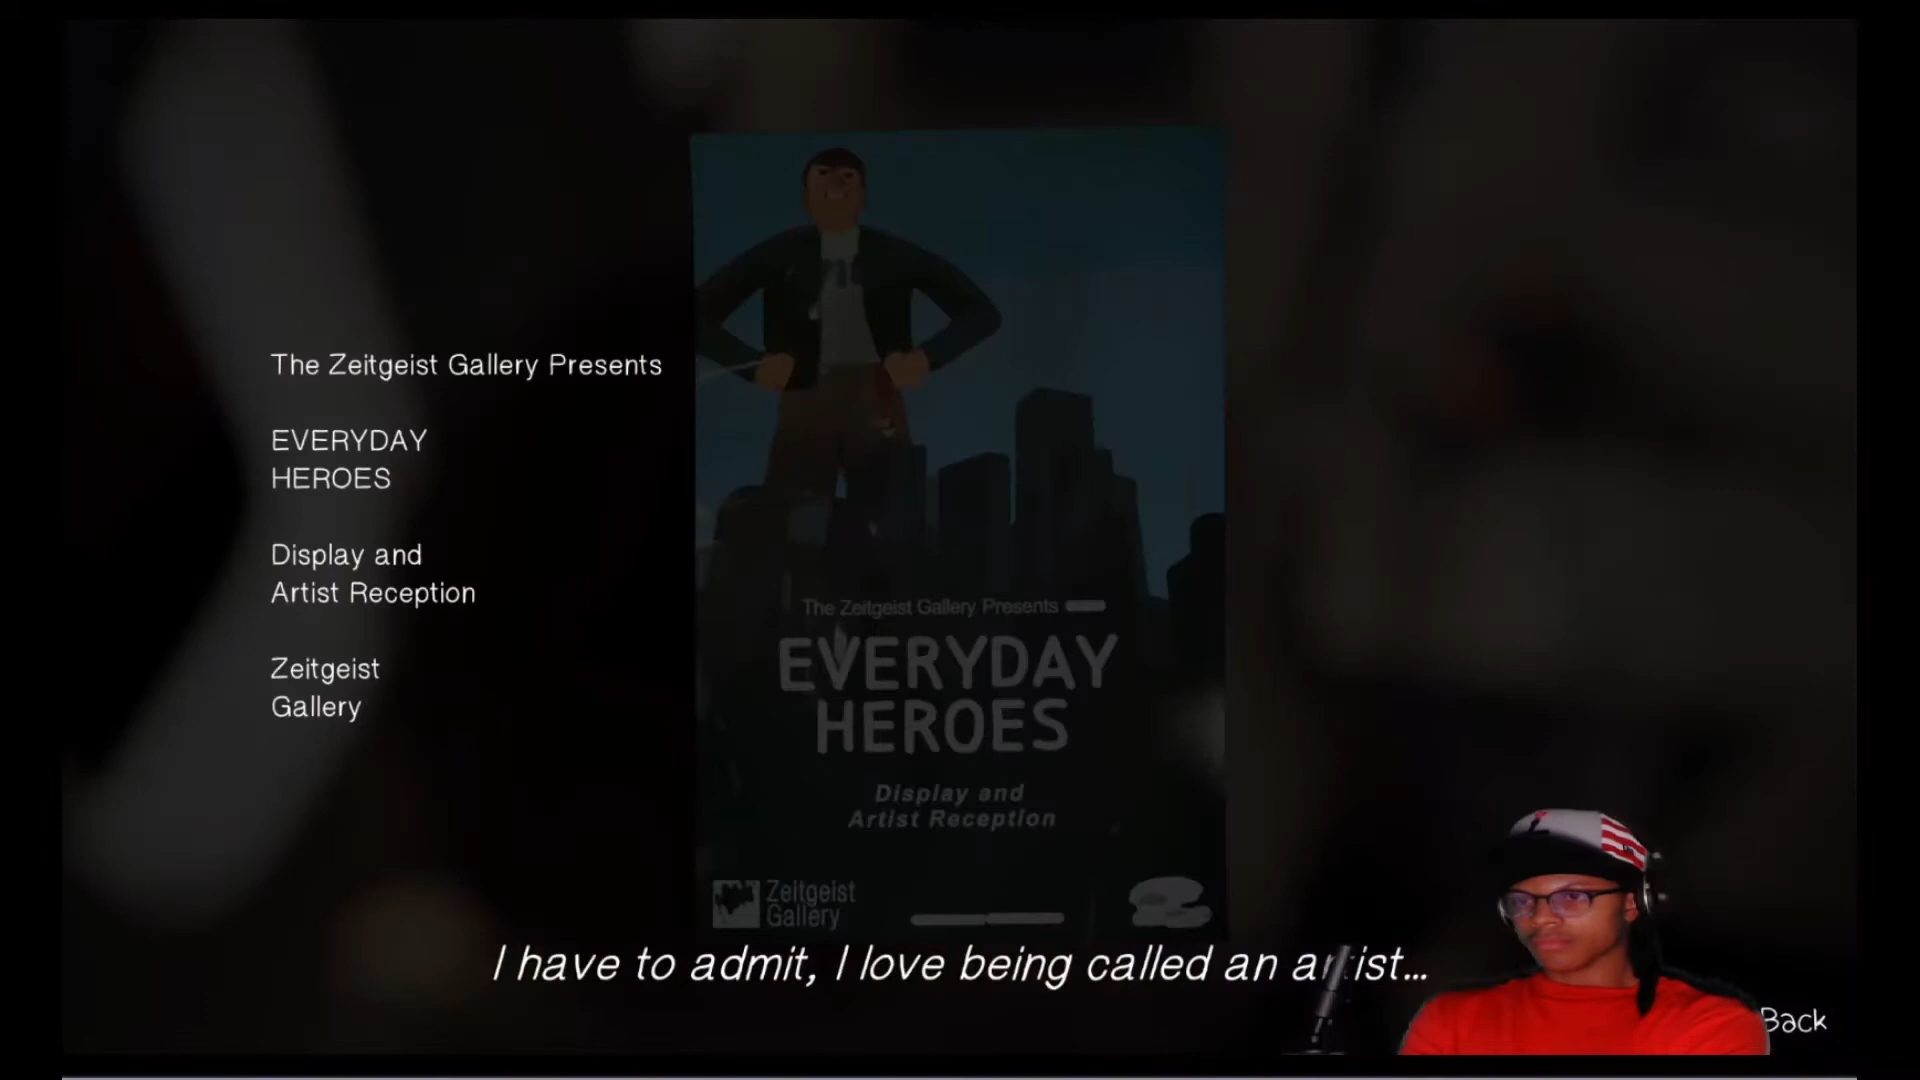 The Zeitgeist Gallery Presents
EVERYDAY
HEROES
Display and
Artist Reception
Zeitgeist
Gallery
The Zeitgeist Gallery Presents
EVERYDAY
HEROES
Display and
Artist Reception
Zeitgeist
Gallery
I have to admit, I love being called an artist...
Back